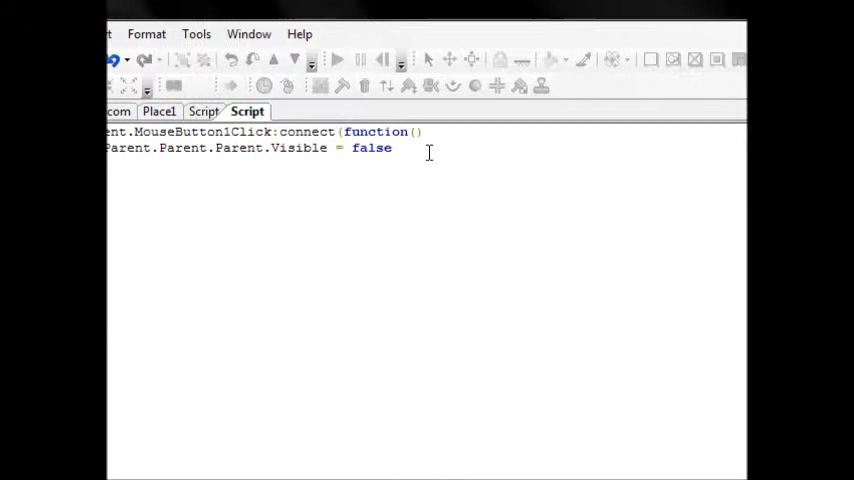 t Format Tools Window Help
com Place1 Script Script
ent.MouseButton1Click:connect(function()
Parent.Parent.Parent.Visible = false